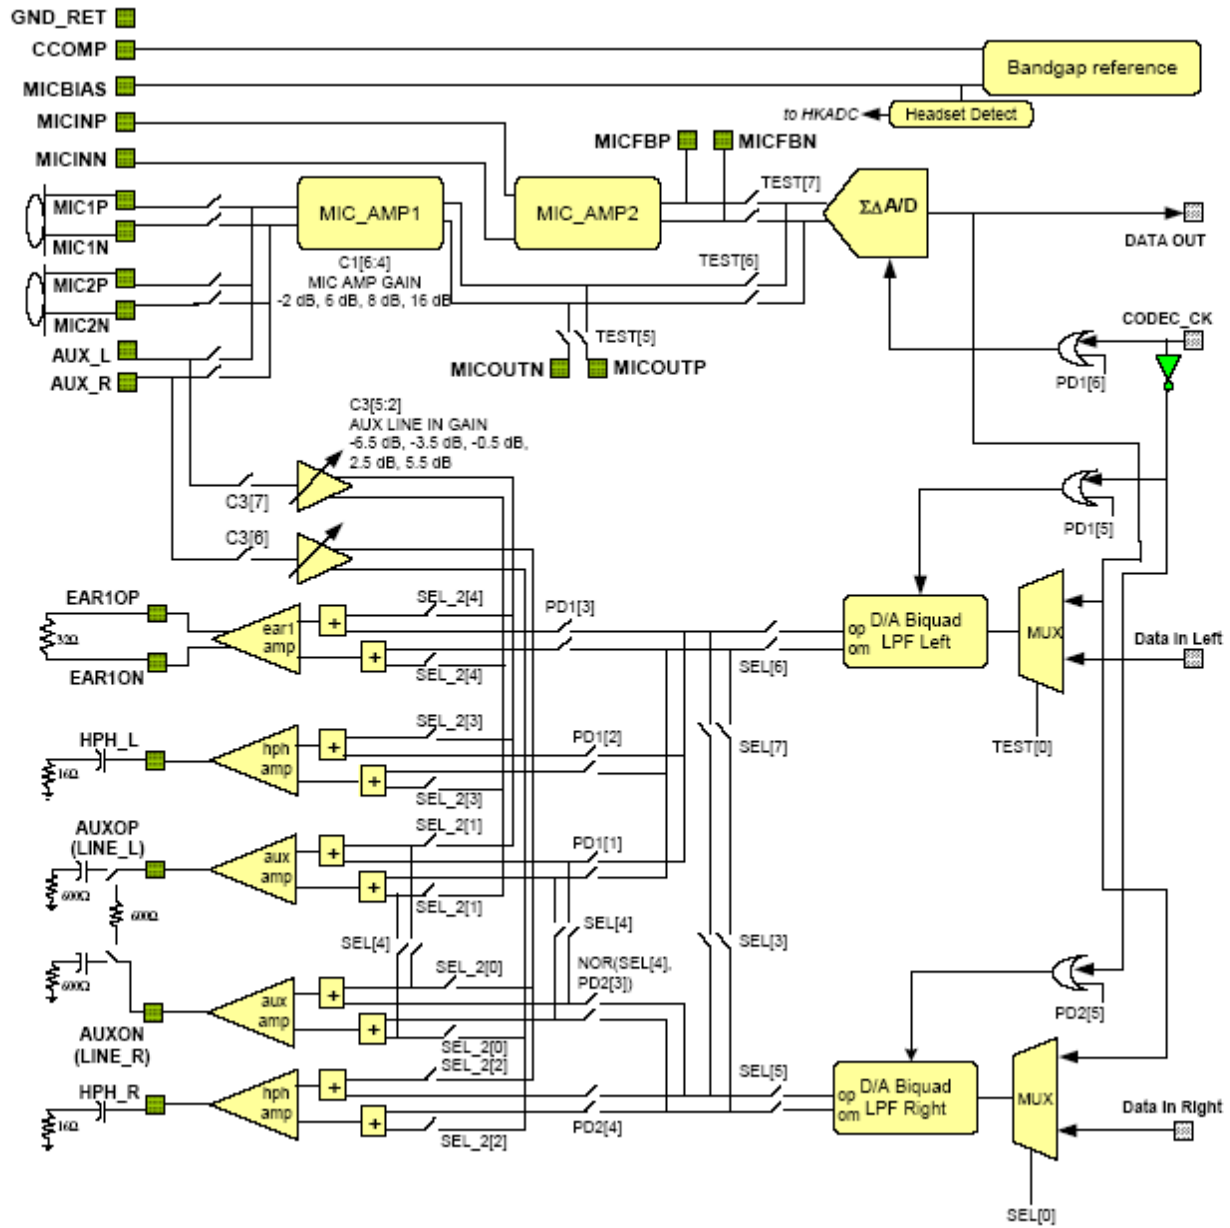 GND_RET
CCOMP
Bandgap reference
MICBIAS
to HKADC
Headset Detect
MICINP
MICFBP
MICFBN
MICINN
TEST[7]
MIC1P
MIC_AMP1
MIC_AMP2
ΣΔA/D
MIC1N
DATA OUT
C1[6:4]
MIC AMP GAIN
-2 dB, 6 dB, 8 dB, 16 dB
TEST[6]
MIC2P
MIC2N
CODEC_CK
TEST[5]
AUX_L
MICOUTN
MICOUTP
AUX_R
PD1[6]
C3[5:2]
AUX LINE IN GAIN
-6.5 dB, -3.5 dB, -0.5 dB,
2.5 dB, 5.5 dB
C3[7]
PD1[5]
C3[6]
EAR1OP
SEL_2[4]
PD1[3]
32Ω
ear1
amp
+
+
op
om
D/A Biquad
LPF Left
MUX
Data In Left
EAR1ON
SEL_2[4]
SEL[6]
HPH_L
SEL_2[3]
PD1[2]
SEL[7]
TEST[0]
16Ω
hph
amp
+
+
SEL_2[3]
AUXOP
(LINE_L)
SEL_2[1]
PD1[1]
600Ω
aux
amp
+
+
SEL_2[1]
600Ω
SEL[4]
SEL[4]
SEL[3]
SEL_2[0]
NOR(SEL[4],
PD2[3])
600Ω
aux
amp
+
+
PD2[5]
AUXON
(LINE_R)
SEL_2[0]
SEL_2[2]
SEL[5]
HPH_R
16Ω
hph
amp
+
+
op
om
D/A Biquad
LPF Right
MUX
Data In Right
PD2[4]
SEL_2[2]
SEL[0]